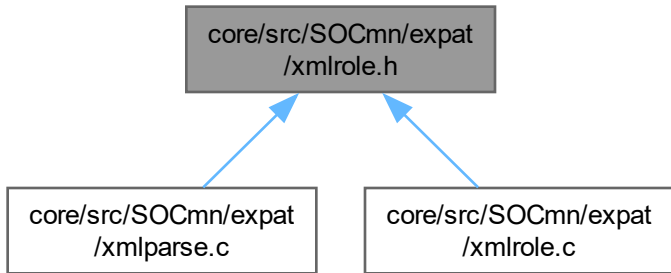 core/src/SOCmn/expat
/xmlrole.h
core/src/SOCmn/expat
/xmlparse.c
core/src/SOCmn/expat
/xmlrole.c